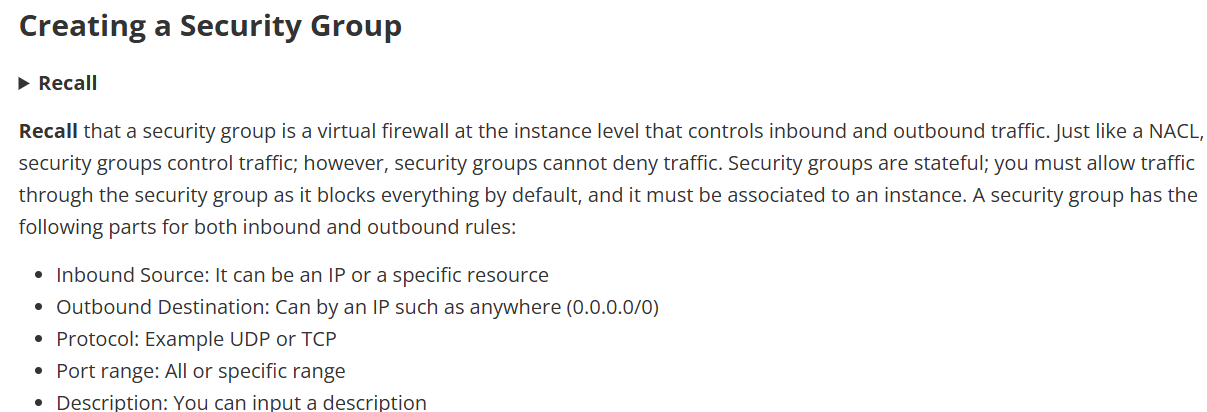 Creating a Security Group
▶ Recall
Recall that a security group is a virtual firewall at the instance level that controls inbound and outbound traffic. Just like a NACL,
security groups control traffic; however, security groups cannot deny traffic. Security groups are stateful; you must allow traffic
through the security group as it blocks everything by default, and it must be associated to an instance. A security group has the
following parts for both inbound and outbound rules:
• Inbound Source: It can be an IP or a specific resource
• Outbound Destination: Can by an IP such as anywhere (0.0.0.0/0)
• Protocol: Example UDP or TCP
• Port range: All or specific range
• Description: You can input a description